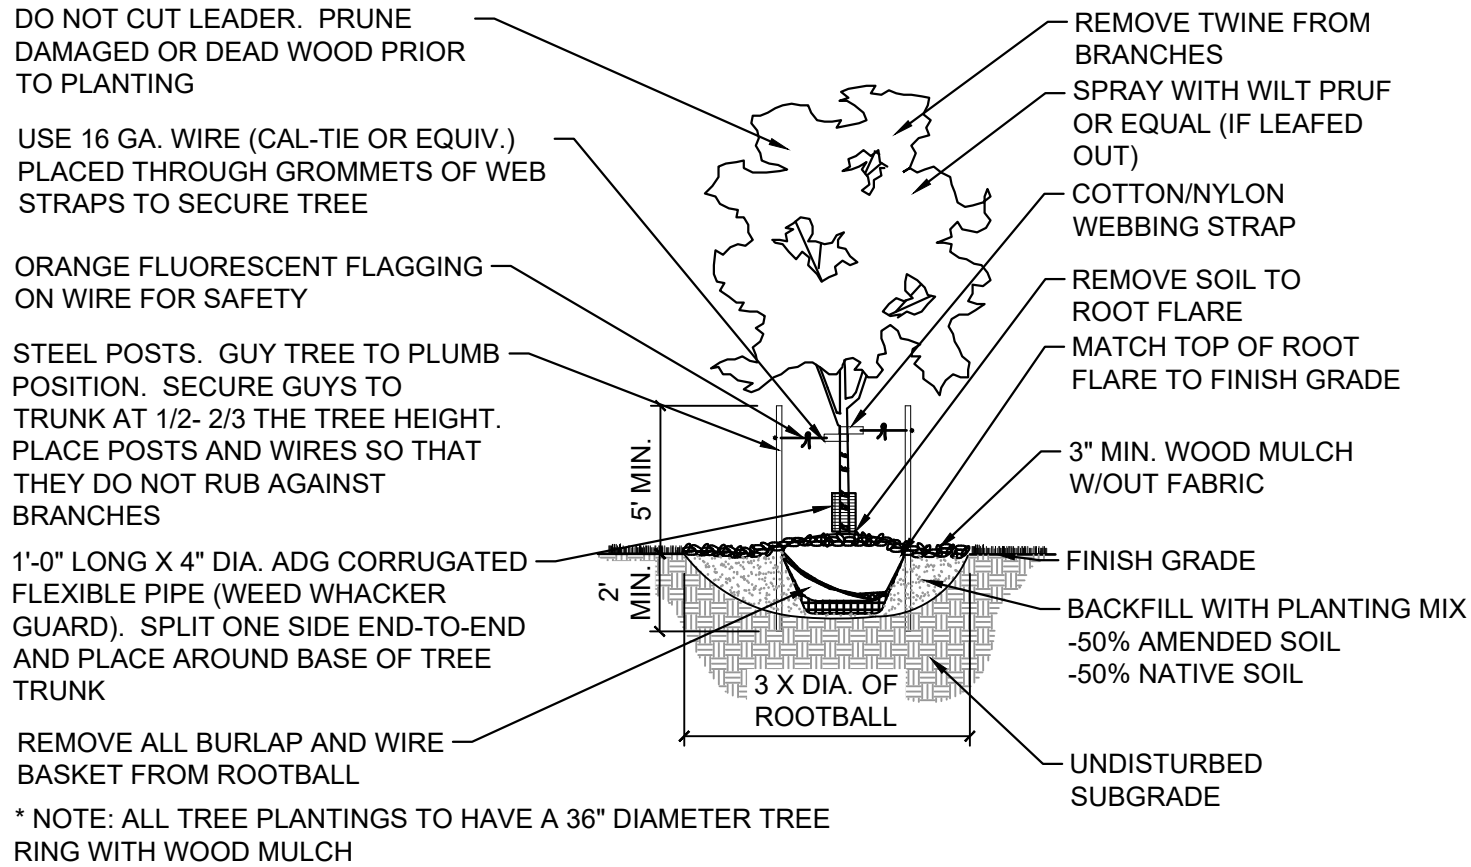 DO NOT CUT LEADER.  PRUNE
DAMAGED OR DEAD WOOD PRIOR
TO PLANTING
USE 16 GA. WIRE (CAL-TIE OR EQUIV.)
PLACED THROUGH GROMMETS OF WEB
STRAPS TO SECURE TREE
ORANGE FLUORESCENT FLAGGING
ON WIRE FOR SAFETY
STEEL POSTS.  GUY TREE TO PLUMB
POSITION.  SECURE GUYS TO
TRUNK AT 1/2- 2/3 THE TREE HEIGHT.
PLACE POSTS AND WIRES SO THAT
THEY DO NOT RUB AGAINST
BRANCHES
1'-0" LONG X 4" DIA. ADG CORRUGATED
FLEXIBLE PIPE (WEED WHACKER
GUARD).  SPLIT ONE SIDE END-TO-END
AND PLACE AROUND BASE OF TREE
TRUNK
REMOVE ALL BURLAP AND WIRE
BASKET FROM ROOTBALL
* NOTE: ALL TREE PLANTINGS TO HAVE A 36" DIAMETER TREE
RING WITH WOOD MULCH
5' MIN.
2'
MIN.
3 X DIA. OF
ROOTBALL
REMOVE TWINE FROM
BRANCHES
SPRAY WITH WILT PRUF
OR EQUAL (IF LEAFED
OUT)
COTTON/NYLON
WEBBING STRAP
REMOVE SOIL TO
ROOT FLARE
MATCH TOP OF ROOT
FLARE TO FINISH GRADE
3" MIN. WOOD MULCH
W/OUT FABRIC
FINISH GRADE
BACKFILL WITH PLANTING MIX
-50% AMENDED SOIL
-50% NATIVE SOIL
UNDISTURBED
SUBGRADE